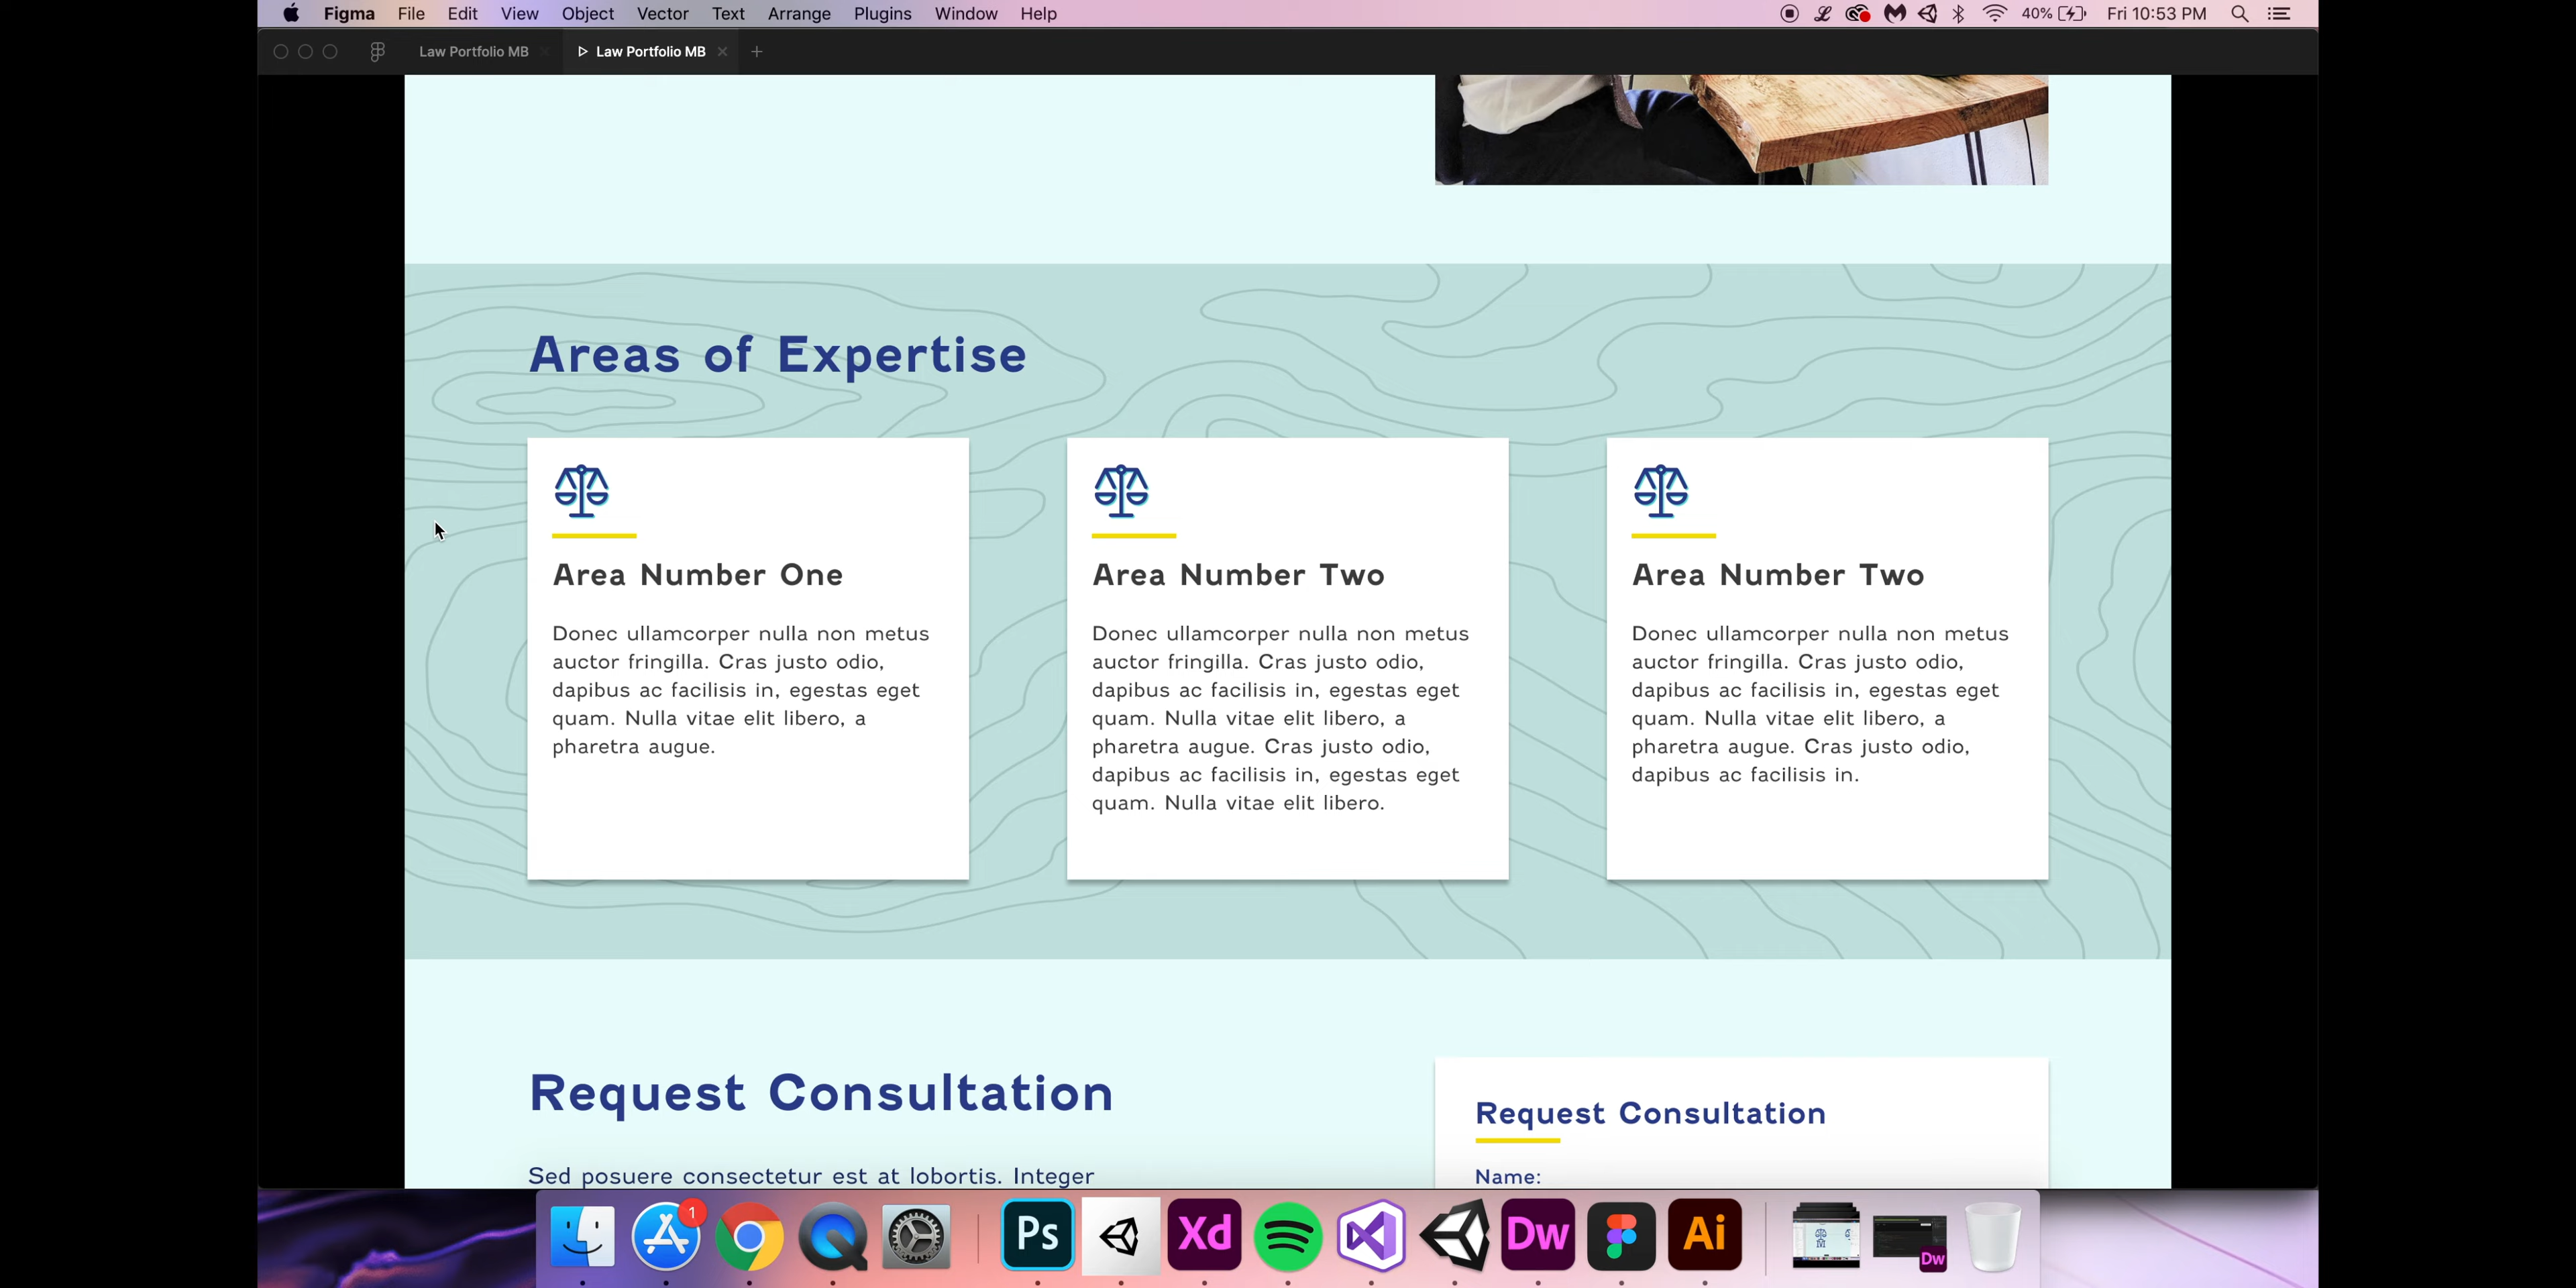 Figma File Edit View Object Vector Text Arrange Plugins Window Help 40% Fri 10:53 PM
Law Portfolio MB Law Portfolio MB
Areas of Expertise
Area Number One
Donec ullamcorper nulla non metus
auctor fringilla. Cras justo odio,
dapibus ac facilisis in, egestas eget
quam. Nulla vitae elit libero, a
pharetra augue.
Area Number Two
Donec ullamcorper nulla non metus
auctor fringilla. Cras justo odio,
dapibus ac facilisis in, egestas eget
quam. Nulla vitae elit libero, a
pharetra augue. Cras justo odio,
dapibus ac facilisis in, egestas eget
quam. Nulla vitae elit libero.
Area Number Two
Donec ullamcorper nulla non metus
auctor fringilla. Cras justo odio,
dapibus ac facilisis in, egestas eget
quam. Nulla vitae elit libero, a
pharetra augue. Cras justo odio,
dapibus ac facilisis in.
Request Consultation
Sed posuere consectetur est at lobortis. Integer
Request Consultation
Name:
1
Ps Xd Dw Ai Dw